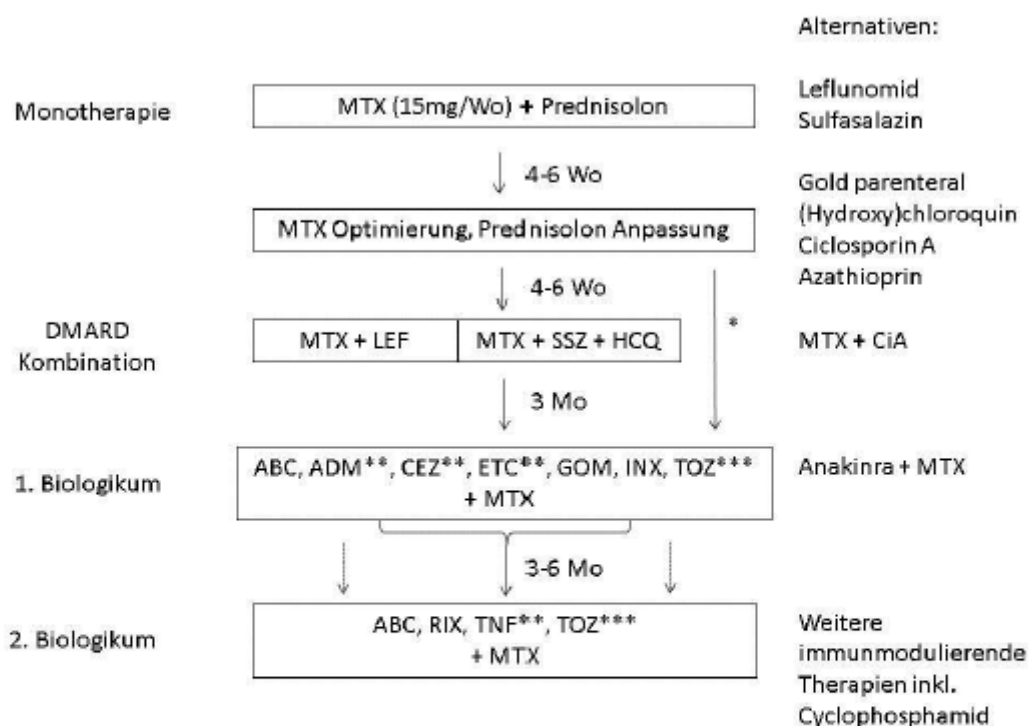 Alternativen:
Monotherapie
MTX (15mg/Wo) + Prednisolon
Leflunomid
Sulfasalazin
4-6 Wo
MTX Optimierung, Prednisolon Anpassung
Gold parenteral
(Hydroxy)chloroquin
Ciclosporin A
Azathioprin
4-6 Wo
*
DMARD
Kombination
MTX + LEF
MTX + SSZ + HCQ
MTX + CiA
3 Mo
1. Biologikum
ABC, ADM**, CEZ**, ETC**, GOM, INX, TOZ***
+ MTX
Anakinra + MTX
3-6 Mo
2. Biologikum
ABC, RIX, TNF**, TOZ***
+ MTX
Weitere
immunmodulierende
Therapien inkl.
Cyclophosphamid